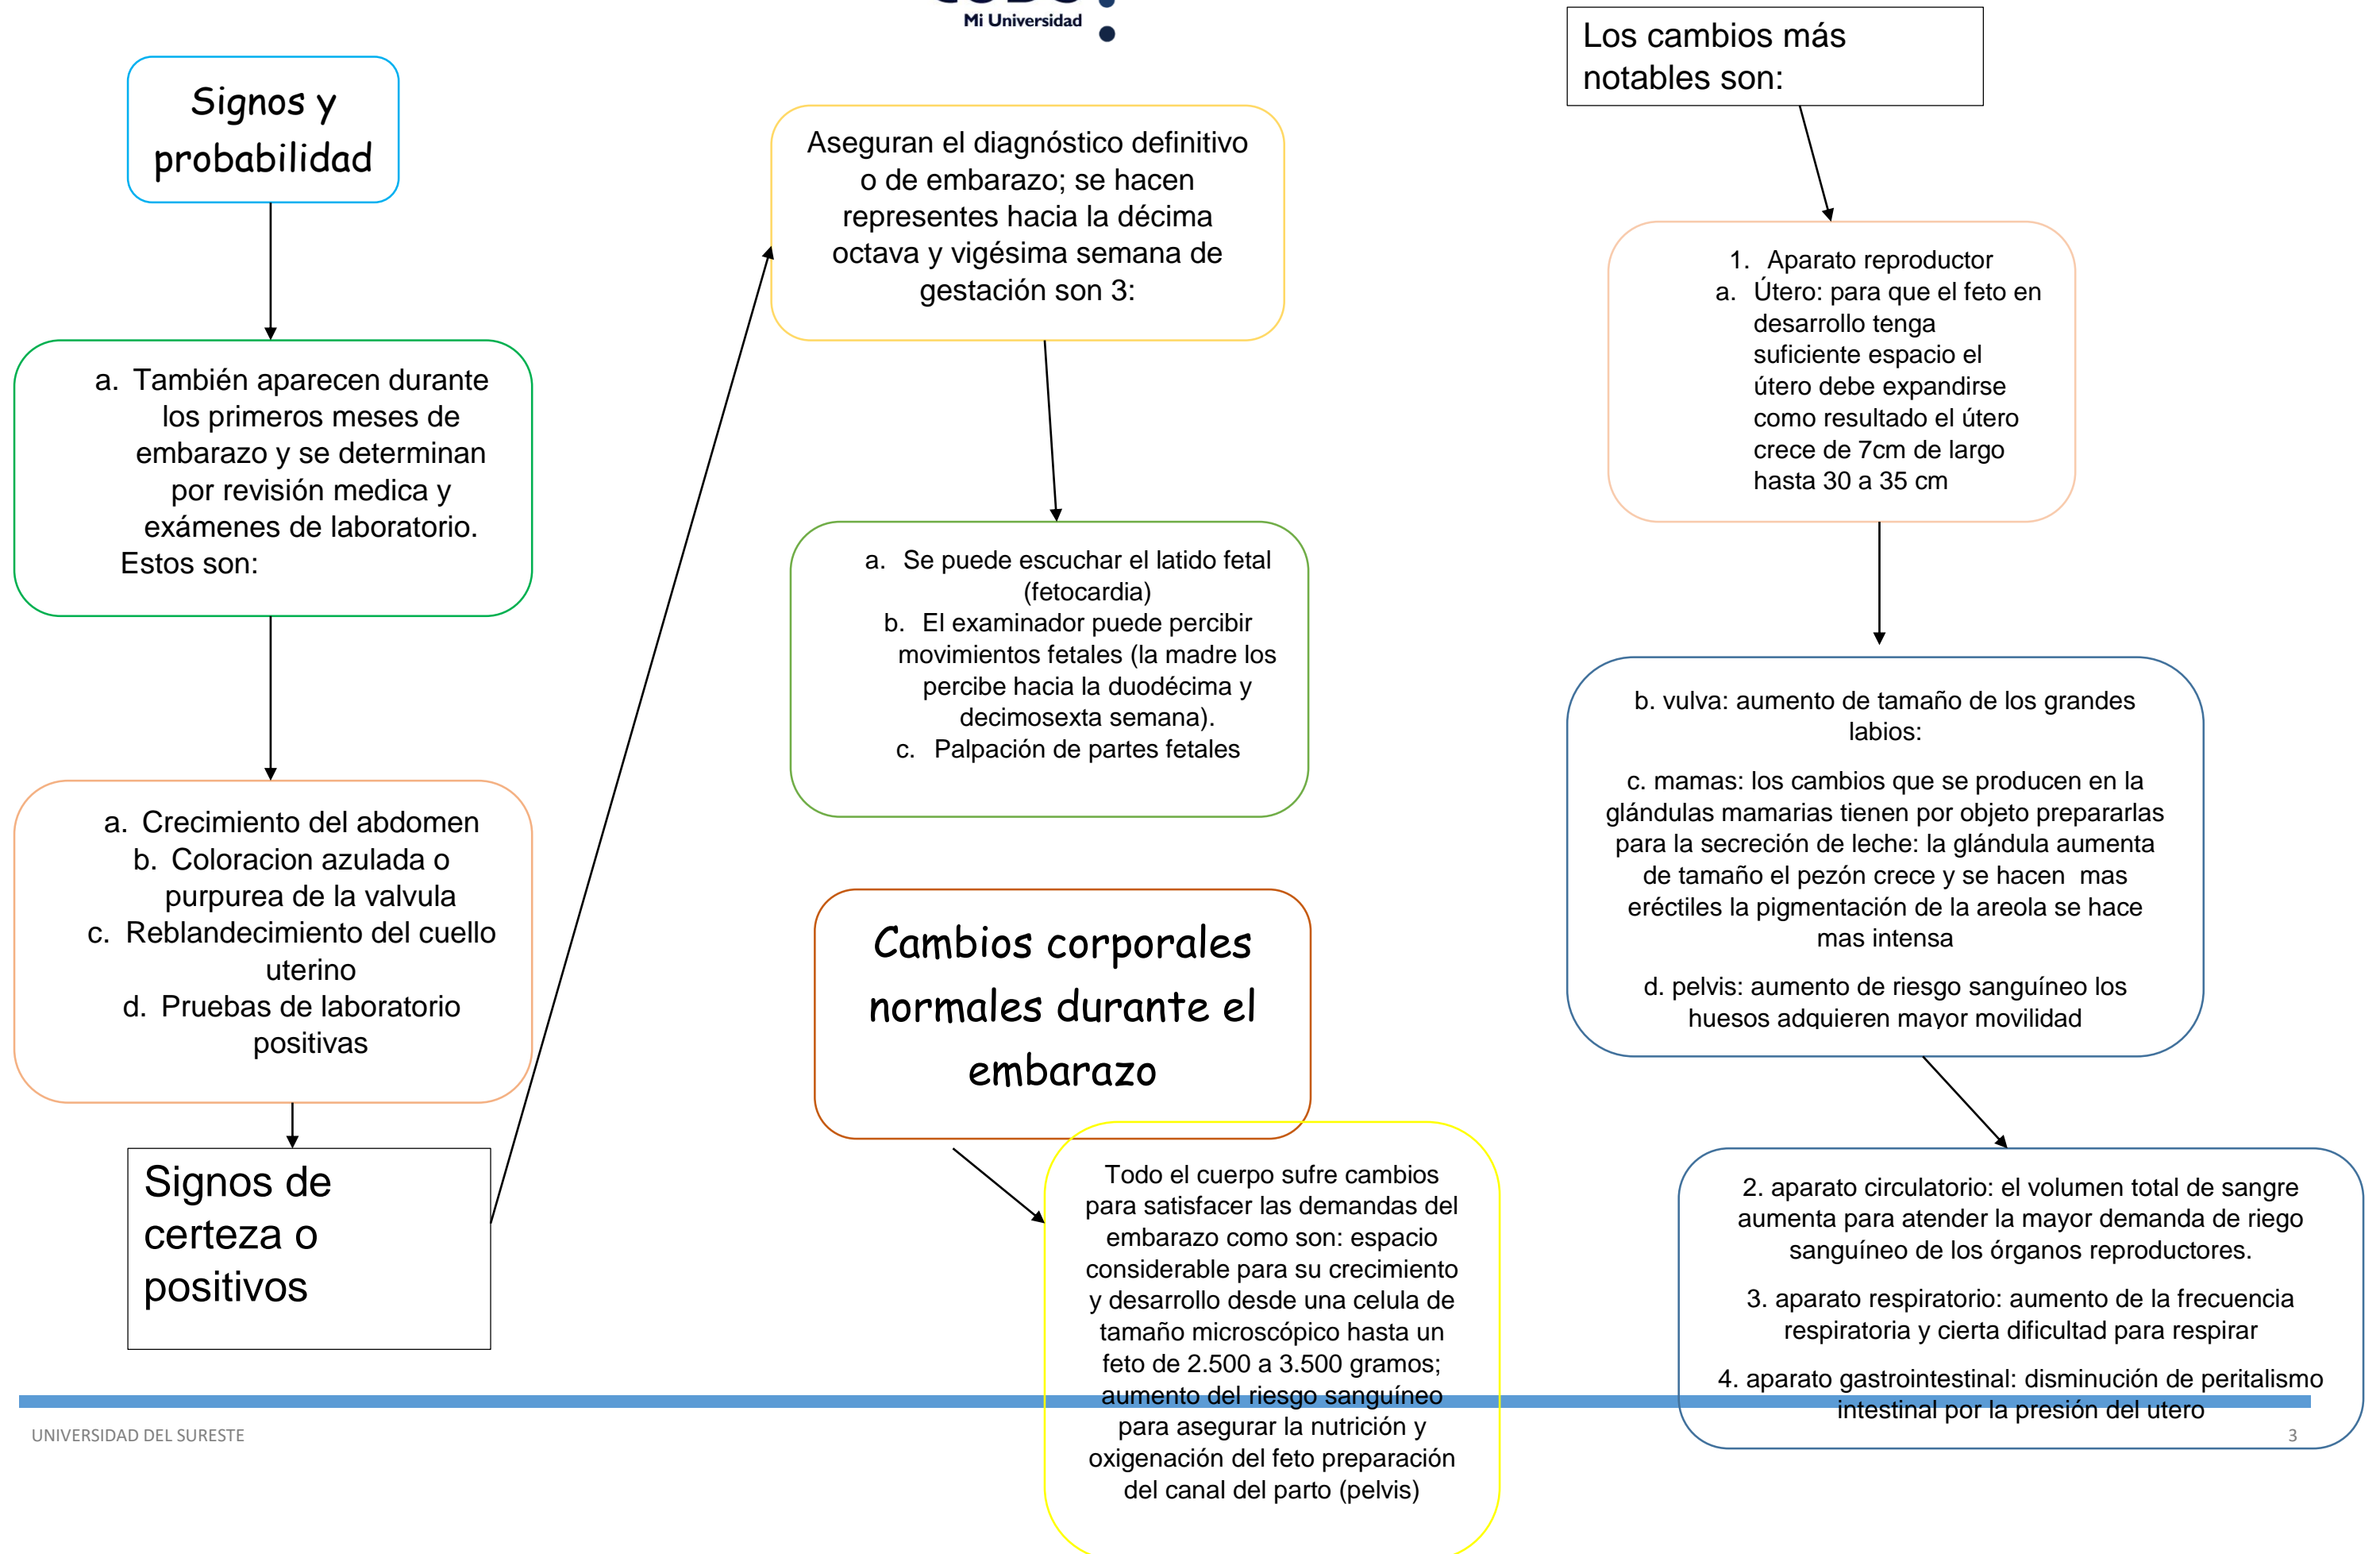 Mi Universidad
Signos y
probabilidad
a. También aparecen durante
los primeros meses de
embarazo y se determinan
por revisión medica y
exámenes de laboratorio.
Estos son:
a. Crecimiento del abdomen
b. Coloracion azulada o
purpurea de la valvula
c. Reblandecimiento del cuello
uterino
d. Pruebas de laboratorio
positivas
Signos de
certeza o
positivos
Aseguran el diagnóstico definitivo
o de embarazo; se hacen
representes hacia la décima
octava y vigésima semana de
gestación son 3:
a. Se puede escuchar el latido fetal
(fetocardia)
b. El examinador puede percibir
movimientos fetales (la madre los
percibe hacia la duodécima y
decimosexta semana).
c. Palpación de partes fetales
Cambios corporales
normales durante el
embarazo
Todo el cuerpo sufre cambios
para satisfacer las demandas del
embarazo como son: espacio
considerable para su crecimiento
y desarrollo desde una celula de
tamaño microscópico hasta un
feto de 2.500 a 3.500 gramos;
aumento del riesgo sanguíneo
para asegurar la nutrición y
oxigenación del feto preparación
del canal del parto (pelvis)
Los cambios más
notables son:
1. Aparato reproductor
a. Útero: para que el feto en
desarrollo tenga
suficiente espacio el
útero debe expandirse
como resultado el útero
crece de 7cm de largo
hasta 30 a 35 cm
b. vulva: aumento de tamaño de los grandes
labios:
c. mamas: los cambios que se producen en la
glándulas mamarias tienen por objeto prepararlas
para la secreción de leche: la glándula aumenta
de tamaño el pezón crece y se hacen mas
eréctiles la pigmentación de la areola se hace
mas intensa
d. pelvis: aumento de riesgo sanguíneo los
huesos adquieren mayor movilidad
2. aparato circulatorio: el volumen total de sangre
aumenta para atender la mayor demanda de riego
sanguíneo de los órganos reproductores.
3. aparato respiratorio: aumento de la frecuencia
respiratoria y cierta dificultad para respirar
4. aparato gastrointestinal: disminución de peritalismo
intestinal por la presión del utero
UNIVERSIDAD DEL SURESTE
3